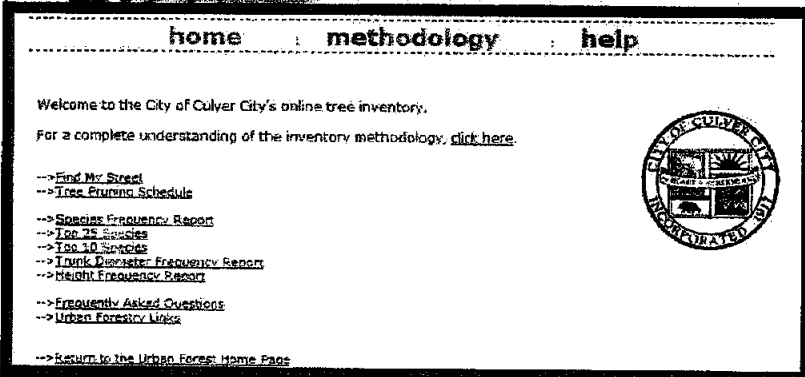 home : methodology : help
Welcome to the City of Culver City's online tree inventory.
For a complete understanding of the inventory methodology, click here.
-->Find My Street
-->Tree Pruning Schedule
-->Species Frequency Report
-->Top 25 Species
-->Top 10 Species
-->Trunk Diameter Frequency Report
-->Height Frequency Report
-->Frequently Asked Questions
-->Urban Forestry Links
-->Return to the Urban Forest Home Page
CITY OF CULVER CITY
INCORPORATED 1917